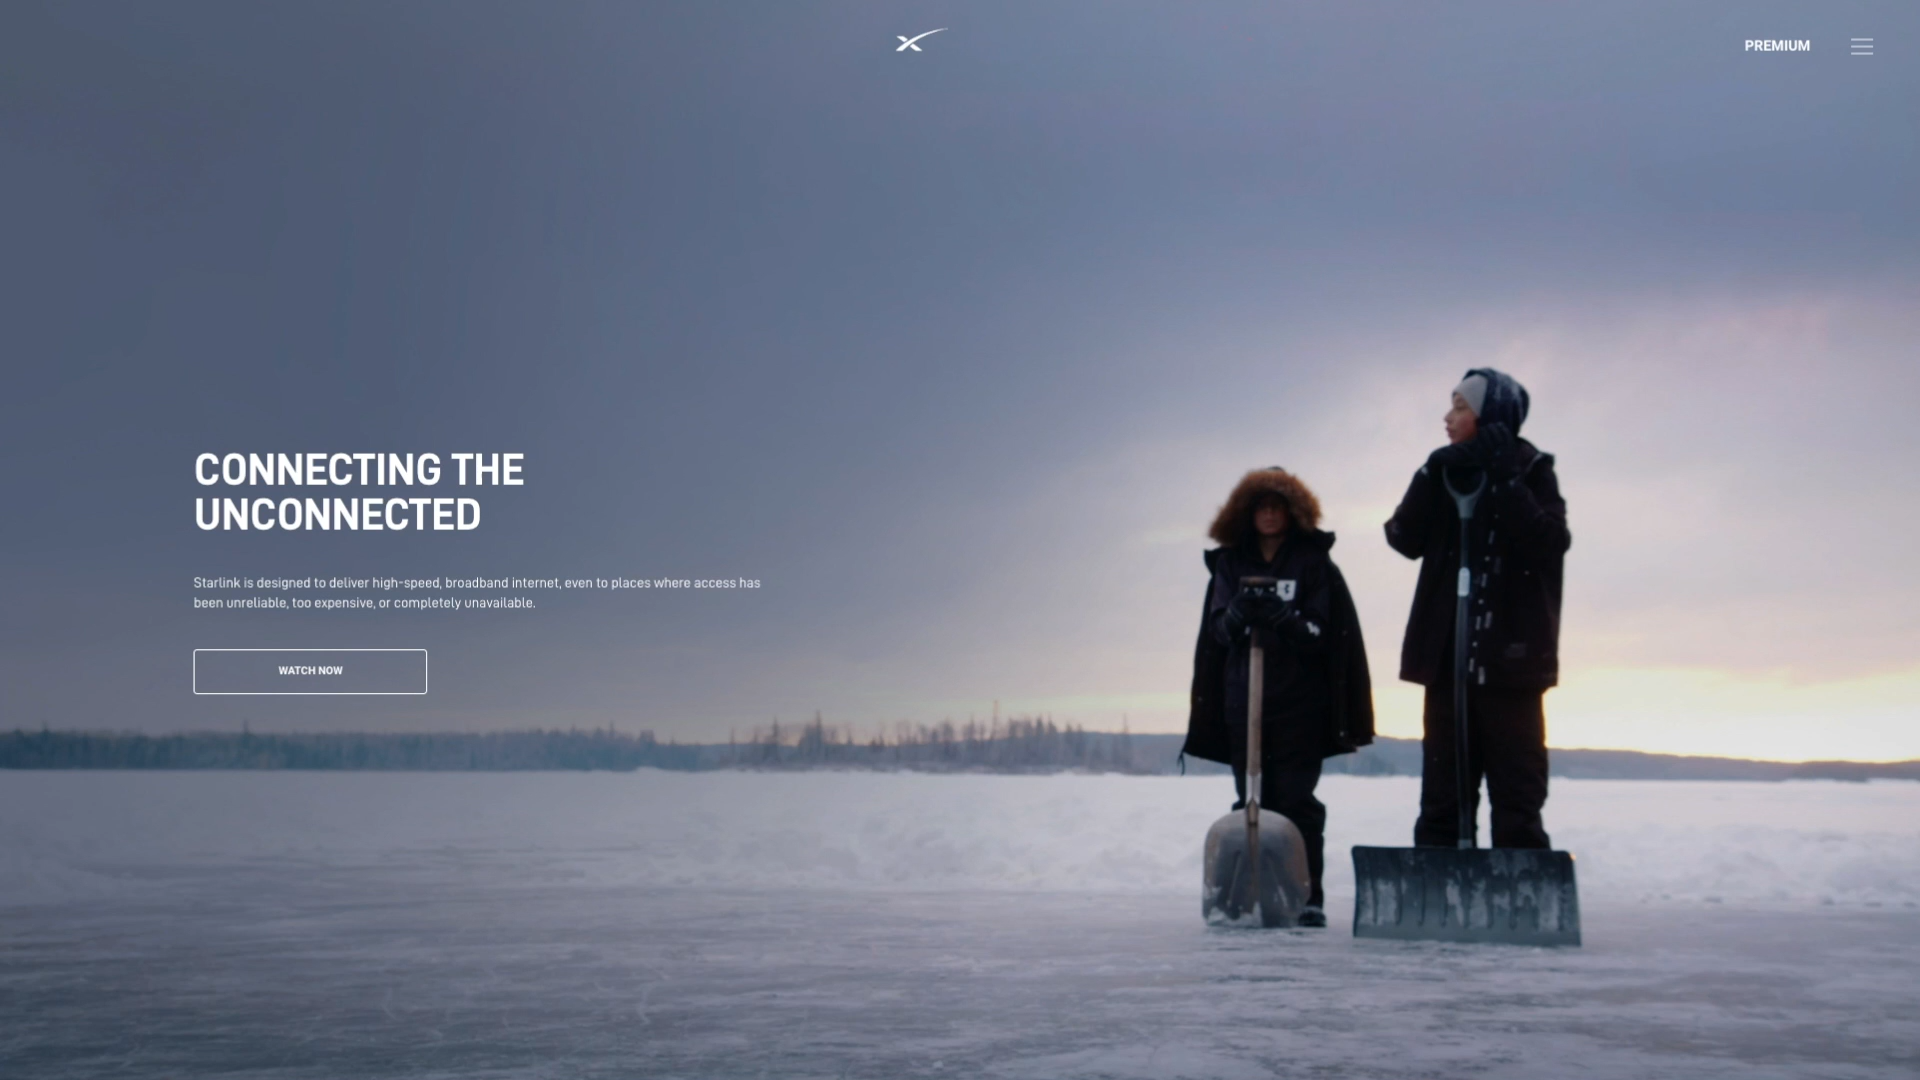 PREMIUM
CONNECTING THE
UNCONNECTED
Starlink is designed to deliver high-speed, broadband internet, even to places where access has
been unreliable, too expensive, or completely unavailable.
WATCH NOW